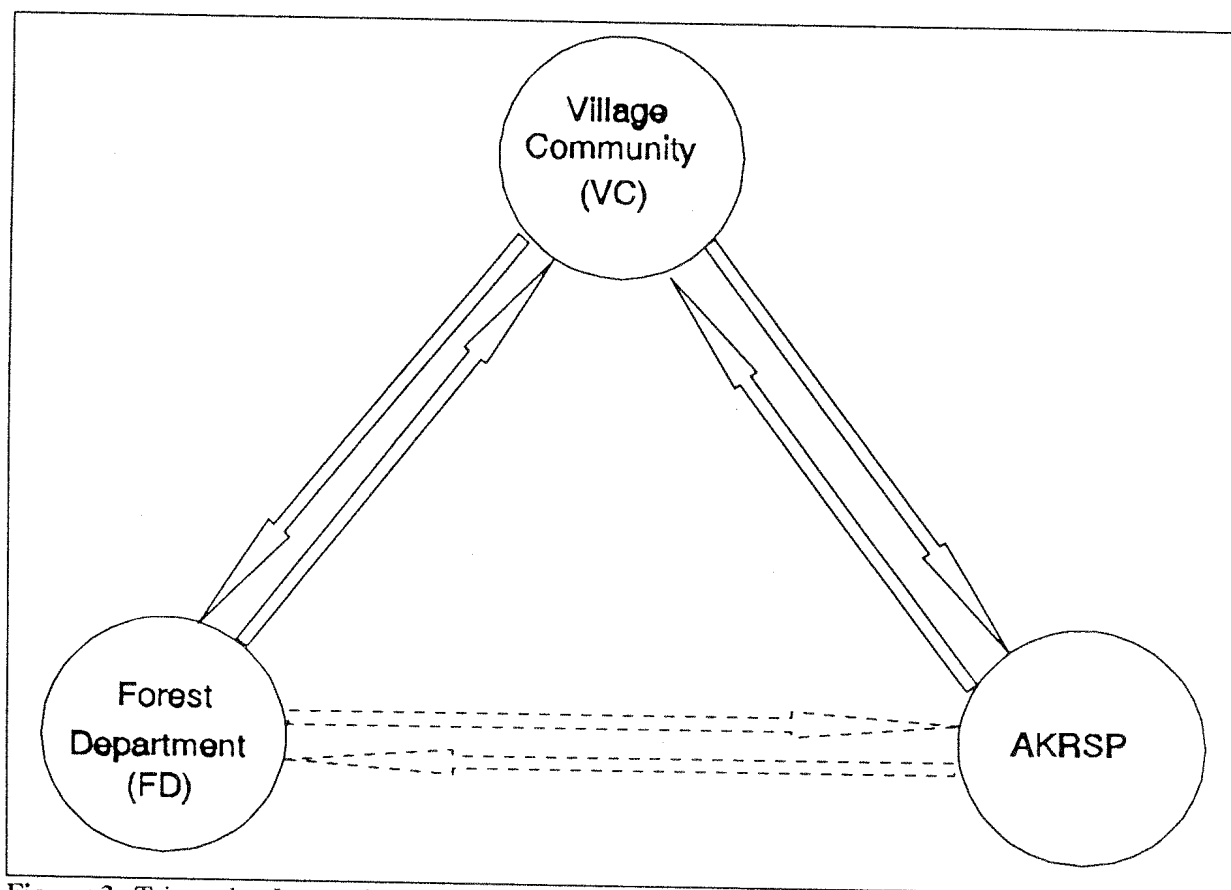 Village
Community
(VC)
Forest
Department
(FD)
AKRSP